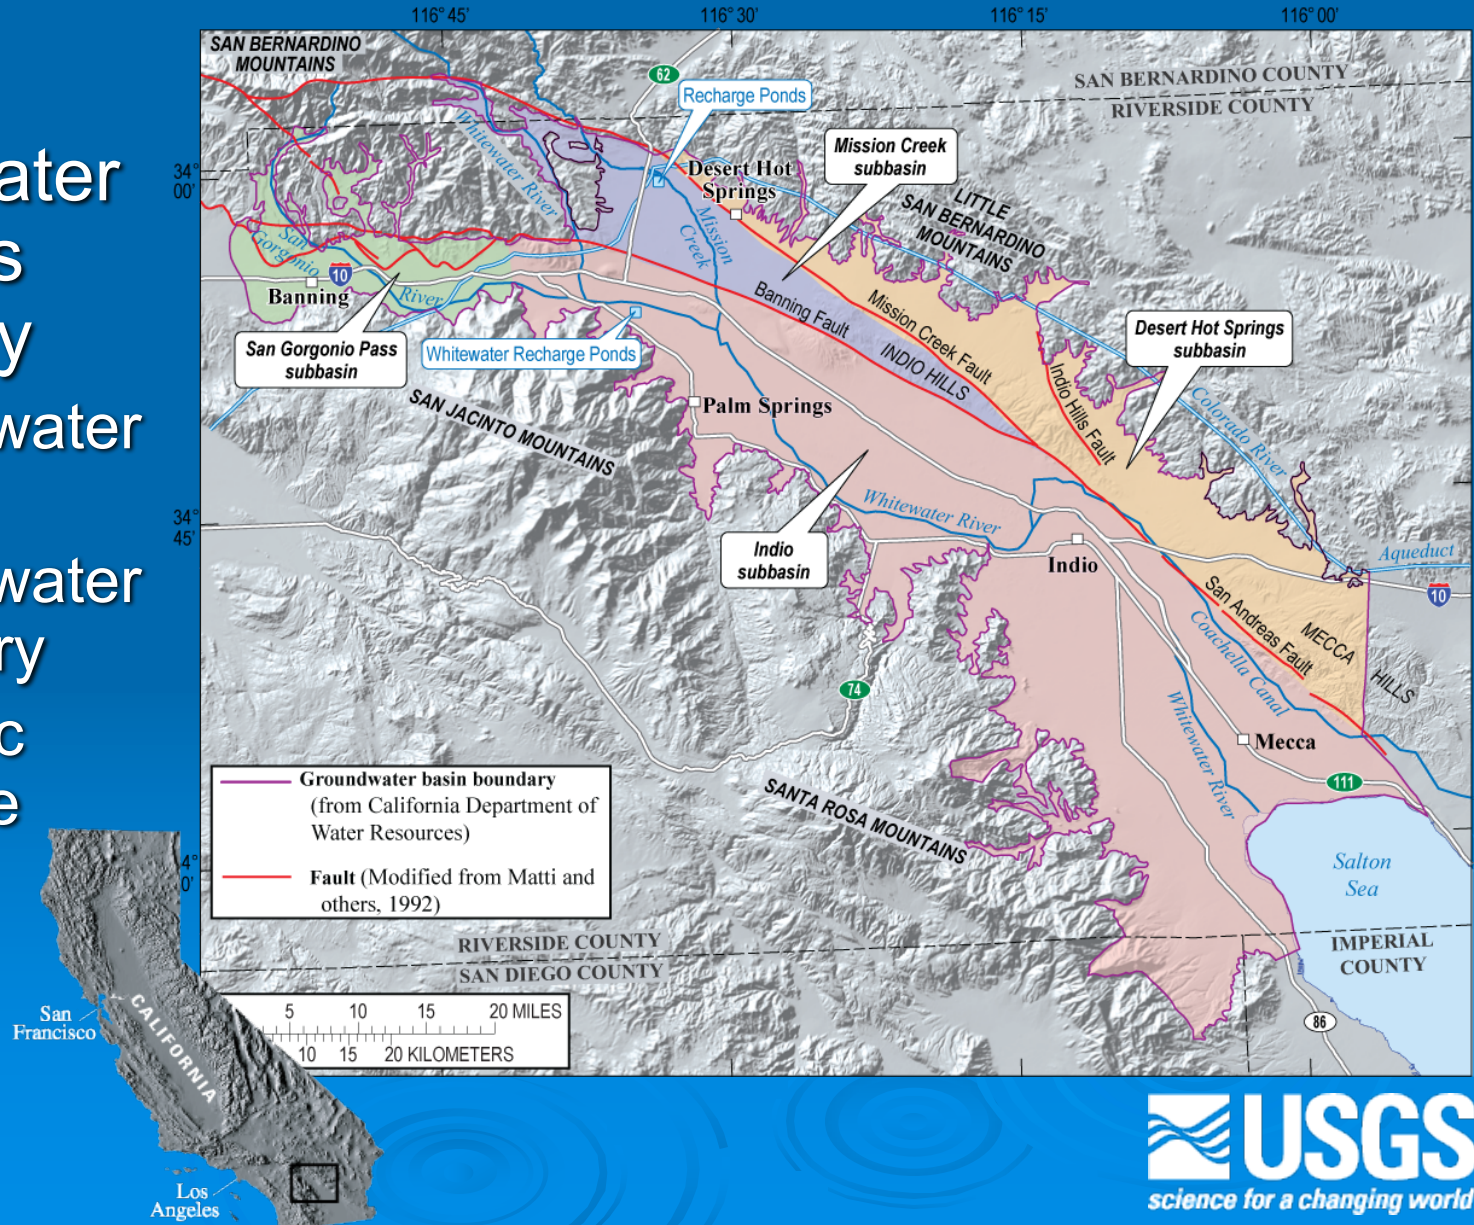 116° 45'
116° 30'
116° 15'
116° 00'
SAN BERNARDINO
MOUNTAINS
62
SAN BERNARDINO COUNTY
RIVERSIDE COUNTY
Recharge Ponds
Whitewater River
Mission Creek
subbasin
ater
34°
00'
Desert Hot
Springs
LITTLE
SAN BERNARDINO
MOUNTAINS
Mission
Creek
s
San
Gorgonio
River
10
Banning
Banning Fault
Mission Creek Fault
INDIO HILLS
Indio Hills Fault
Desert Hot Springs
subbasin
y
San Gorgonio Pass
subbasin
Whitewater Recharge Ponds
water
SAN JACINTO MOUNTAINS
Palm Springs
Colorado River
Aqueduct
34°
45'
Whitewater River
Indio
subbasin
Indio
10
water
San Andreas Fault
MECCA
HILLS
Coachella Canal
ry
74
Whitewater River
Mecca
111
c
e
Groundwater basin boundary
(from California Department of
Water Resources)
Fault (Modified from Matti and
others, 1992)
SANTA ROSA MOUNTAINS
4°
0'
Salton
Sea
RIVERSIDE COUNTY
SAN DIEGO COUNTY
IMPERIAL
COUNTY
5 10 15 20 MILES
10 15 20 KILOMETERS
86
San
Francisco
CALIFORNIA
Los
Angeles
USGS
science for a changing world